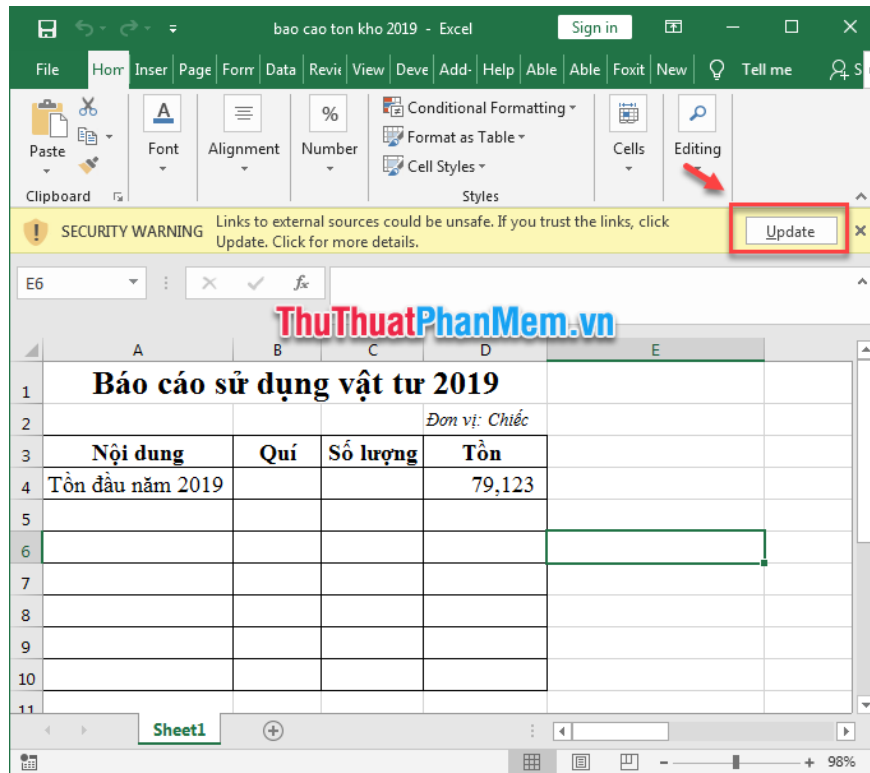 bao cao ton kho 2019 - Excel
Sign in
File Hom Inser Page Form Data Revie View Deve Add- Help Able Able Foxit New Tell me S
Paste
Font
Alignment
Number
%
Conditional Formatting
Format as Table
Cell Styles
Cells
Editing
Clipboard
Styles
SECURITY WARNING
Links to external sources could be unsafe. If you trust the links, click
Update. Click for more details.
Update
E6
fx
ThuThuatPhanMem.vn
A B C D E
1 Báo cáo sử dụng vật tư 2019
2 Đơn vị: Chiếc
3 Nội dung Quí Số lượng Tồn
4 Tồn đầu năm 2019 79,123
5
6
7
8
9
10
11
Sheet1
98%